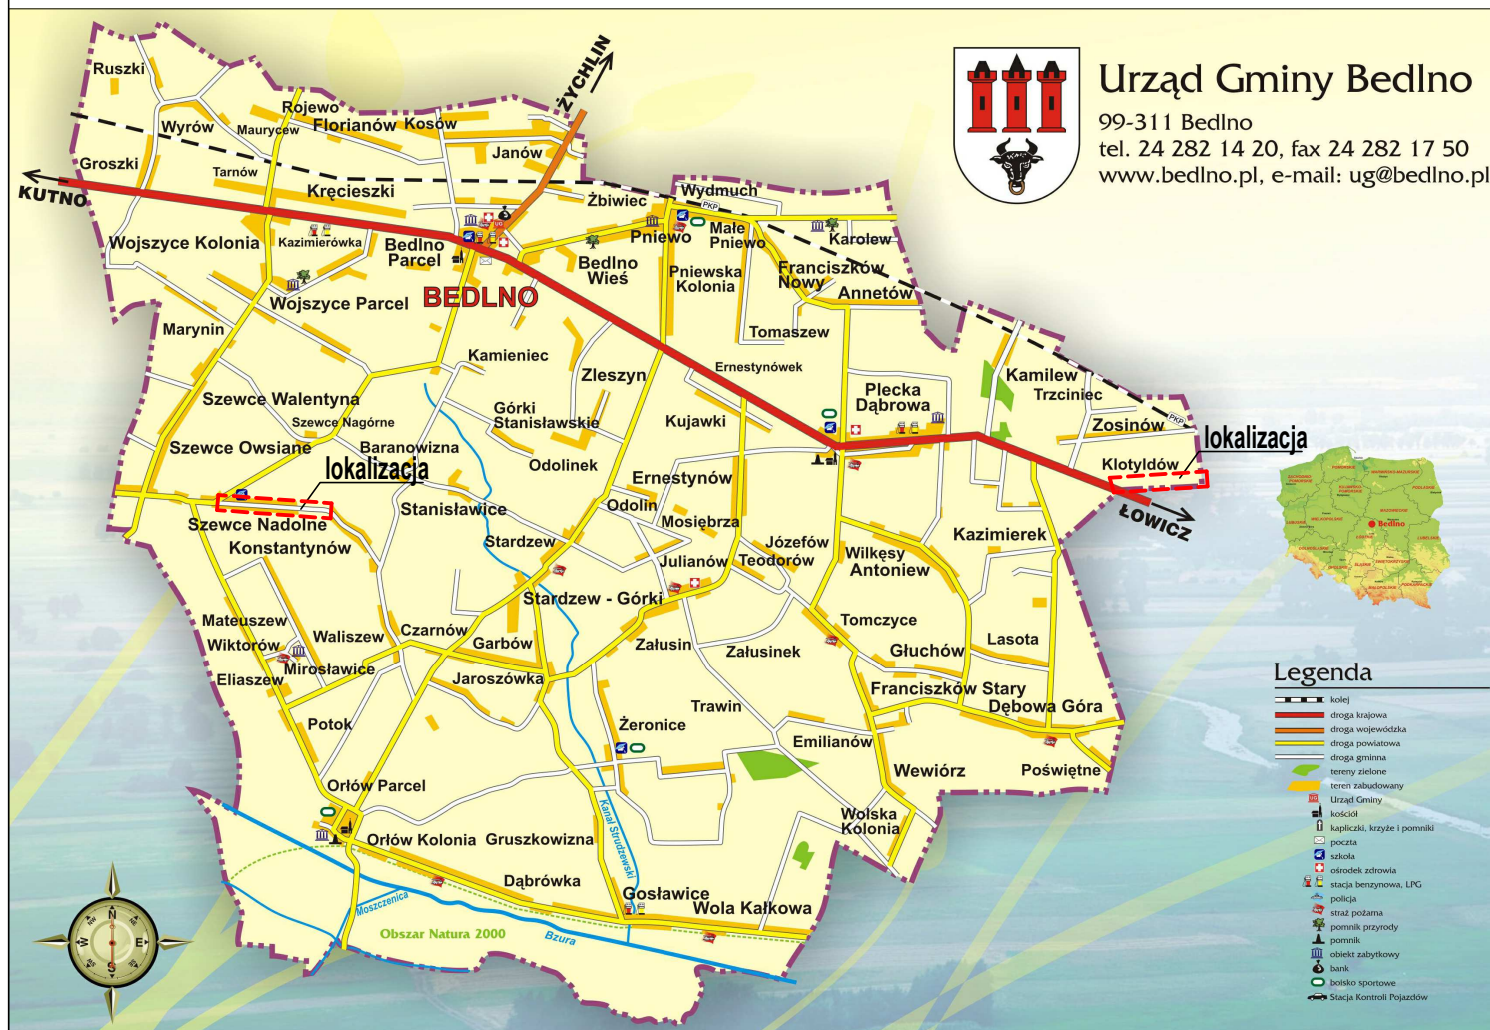 Urząd Gminy Bedlno
99-311 Bedlno
tel. 24 282 14 20, fax 24 282 17 50
www.bedlno.pl, e-mail: ug@bedlno.pl
ŻYCHLIN
Ruszki
Rojewo
Wyrów
Maurycew
Florianów
Kosów
Janów
Groszki
Tarnów
Kręcieszki
KUTNO
Żbiwiec
Wydmuch
PKP
Wojszyce Kolonia
Kazimierówka
Bedlno
Parcel
UG
Pniewo
Małe
Pniewo
Karolew
Bedlno
Wieś
Pniewska
Kolonia
Franciszków
Nowy
Annetów
Wojszyce Parcel
BEDLNO
Marynin
Tomaszew
Kamieniec
Zleszyn
Ernestynówek
Kamilew
Trzciniec
Plecka
Dąbrowa
Szewce Walentyna
Szewce Nagórne
Górki
Stanisławskie
Kujawki
PKP
Zosinów
Szewce Owsiane
Baranowizna
lokalizacja
lokalizacja
Odolinek
Ernestynów
Klotyldów
Odolin
Stanisławice
Mosiębrza
ŁOWICZ
Szewce Nadolne
Konstantynów
Stardzew
Józefów
Teodorów
Wilkęsy
Antoniew
Kazimierek
Julianów
Stardzew - Górki
Mateuszew
Wiktorów
Waliszew
Czarnów
Garbów
Załusin
Załusinek
Tomczyce
Lasota
Głuchów
Mirosławice
Eliaszew
Jaroszówka
Franciszków Stary
Dębowa Góra
Potok
Żeronice
Trawin
Emilianów
Wewiórz
Poświętne
Orłów Parcel
Wolska
Kolonia
Kanał Strudzewski
Orłów Kolonia
Gruszkowizna
Dąbrówka
Gosławice
Wola Kałkowa
Moszczenica
Obszar Natura 2000
Bzura
N
NE
E
S
W
NW
Bedlno
Legenda
kolej
droga krajowa
droga wojewódzka
droga powiatowa
droga gminna
tereny zielone
teren zabudowany
UG
Urząd Gminy
kościół
kapliczki, krzyże i pomniki
poczta
szkoła
ośrodek zdrowia
stacja benzynowa, LPG
policja
straż pożarna
pomnik przyrody
pomnik
obiekt zabytkowy
bank
boisko sportowe
Stacja Kontroli Pojazdów